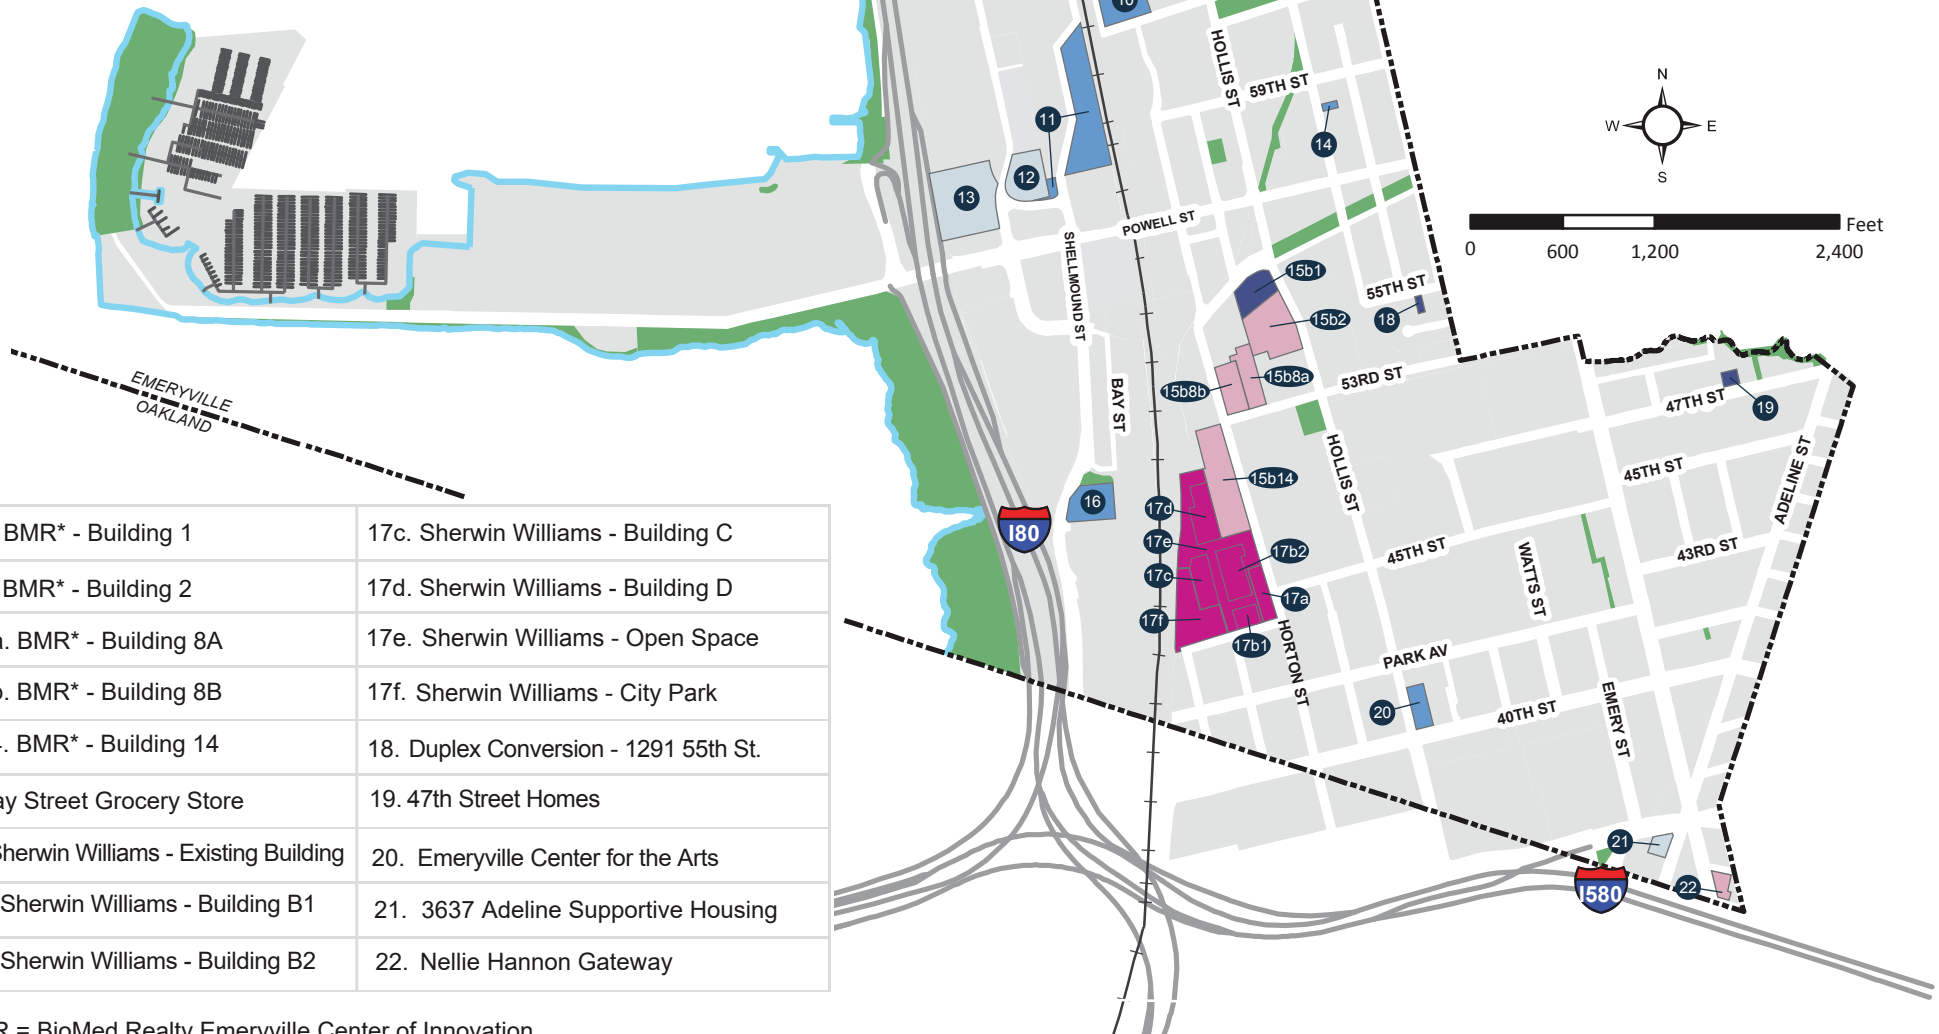 10
HOLLIS ST
59TH ST
11
14
12
13
N
W
E
S
Feet
0
600
1,200
2,400
POWELL ST
SHELLMOUND ST
15b1
15b2
55TH ST
18
15b8a
15b8b
53RD ST
BAY ST
EMERYVILLE
OAKLAND
47TH ST
19
HOLLIS ST
45TH ST
ADELINE ST
15b14
16
I80
17d
17e
17b2
17c
17a
17f
17b1
45TH ST
WATTS ST
43RD ST
HORTON ST
PARK AV
20
40TH ST
EMERY ST
21
22
I580
BMR* - Building 1
17c. Sherwin Williams - Building C
BMR* - Building 2
17d. Sherwin Williams - Building D
a. BMR* - Building 8A
17e. Sherwin Williams - Open Space
b. BMR* - Building 8B
17f. Sherwin Williams - City Park
. BMR* - Building 14
18. Duplex Conversion - 1291 55th St.
ay Street Grocery Store
19. 47th Street Homes
Sherwin Williams - Existing Building
20. Emeryville Center for the Arts
Sherwin Williams - Building B1
21. 3637 Adeline Supportive Housing
Sherwin Williams - Building B2
22. Nellie Hannon Gateway
R = BioMed Realty Emeryville Center of Innovation